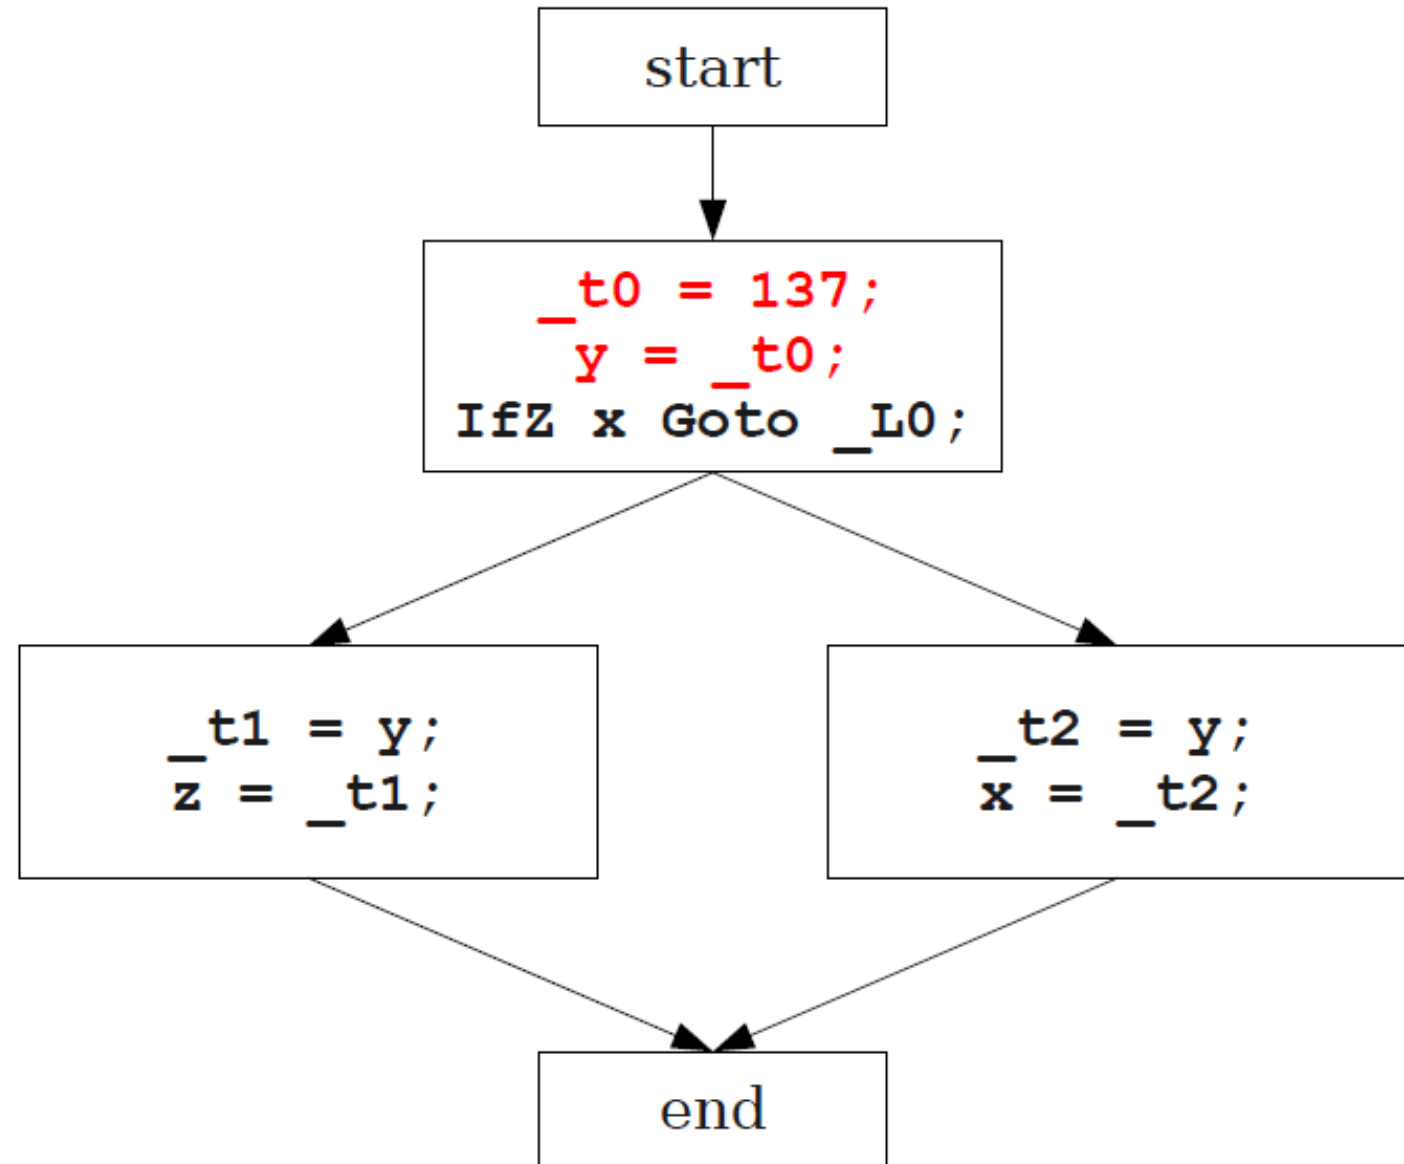 start
_t0 = 137;
y = _t0;
IfZ x Goto _L0;
_t1 = y;
z = _t1;
_t2 = y;
x = _t2;
end